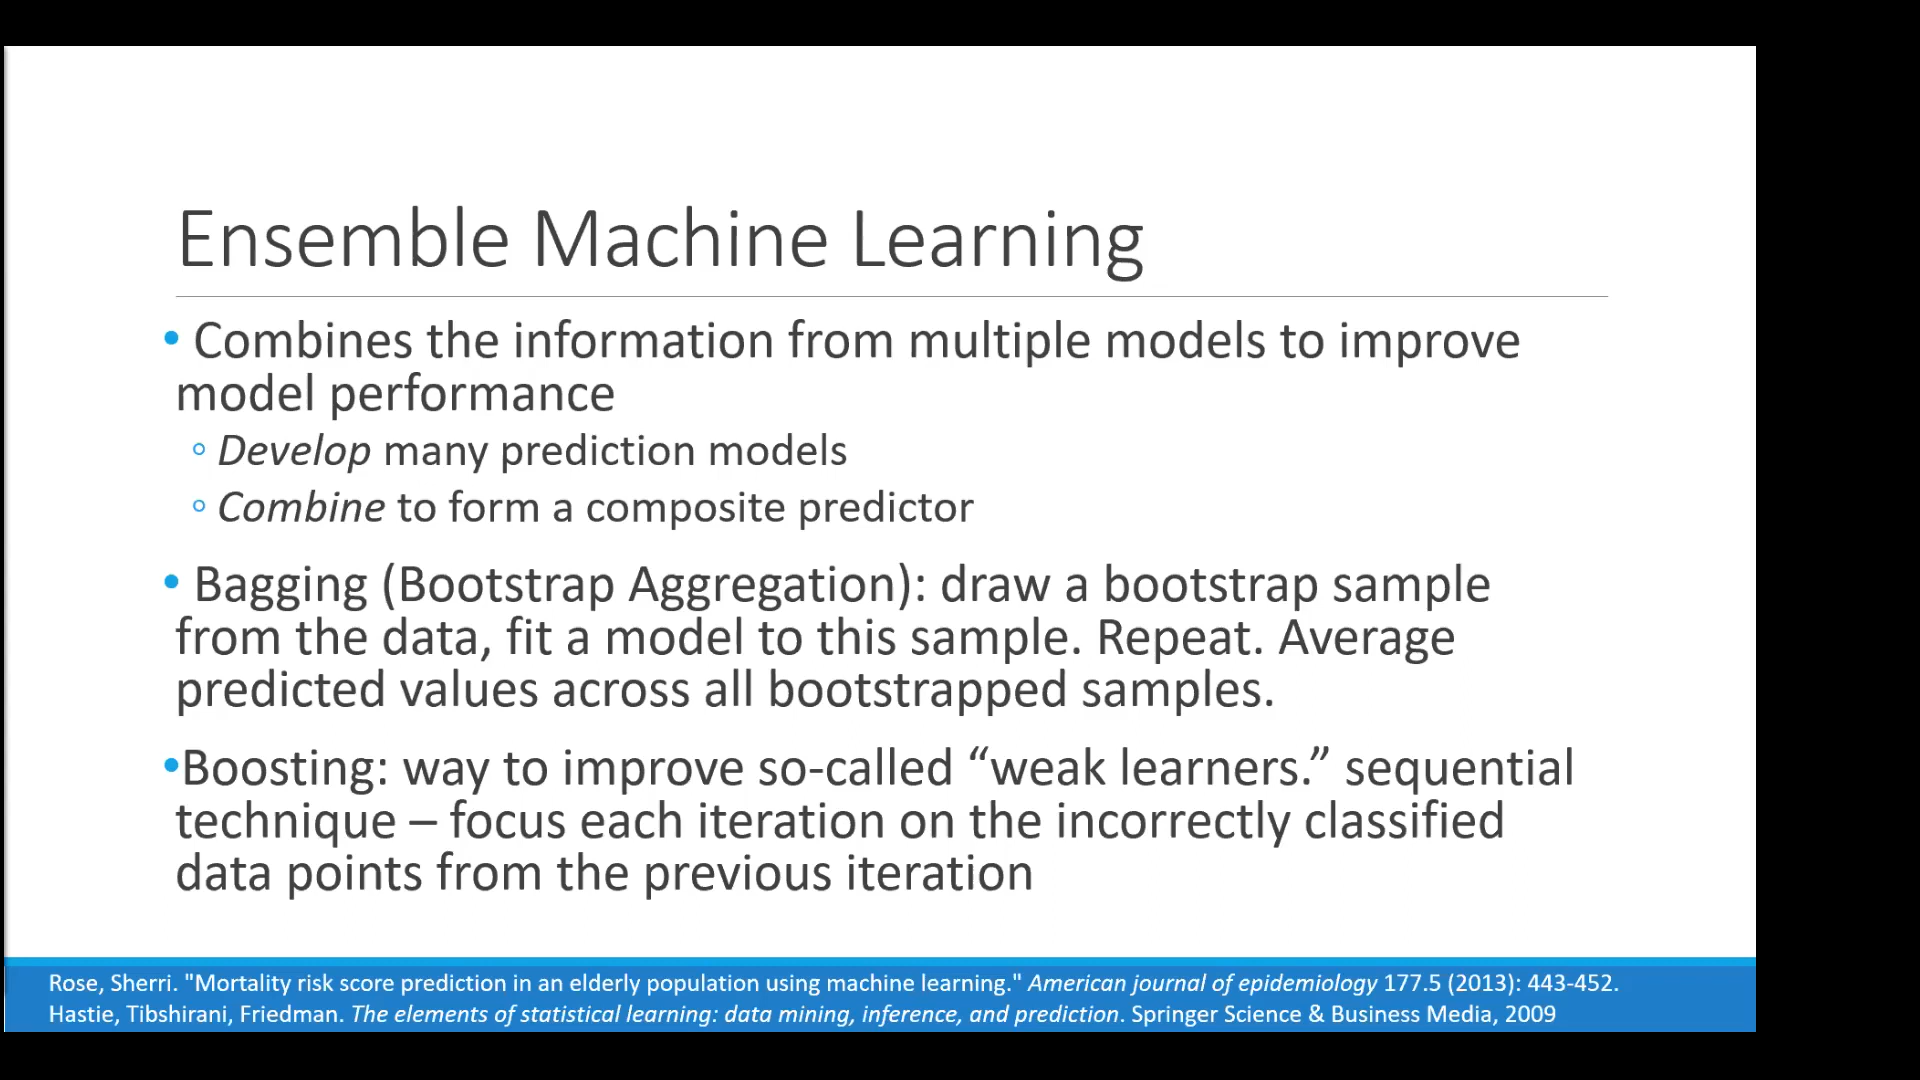 Ensemble Machine Learning
• Combines the information from multiple models to improve
model performance
◦ Develop many prediction models
◦ Combine to form a composite predictor
• Bagging (Bootstrap Aggregation): draw a bootstrap sample
from the data, fit a model to this sample. Repeat. Average
predicted values across all bootstrapped samples.
•Boosting: way to improve so-called “weak learners.” sequential
technique – focus each iteration on the incorrectly classified
data points from the previous iteration
Rose, Sherri. "Mortality risk score prediction in an elderly population using machine learning." American journal of epidemiology 177.5 (2013): 443-452.
Hastie, Tibshirani, Friedman. The elements of statistical learning: data mining, inference, and prediction. Springer Science & Business Media, 2009